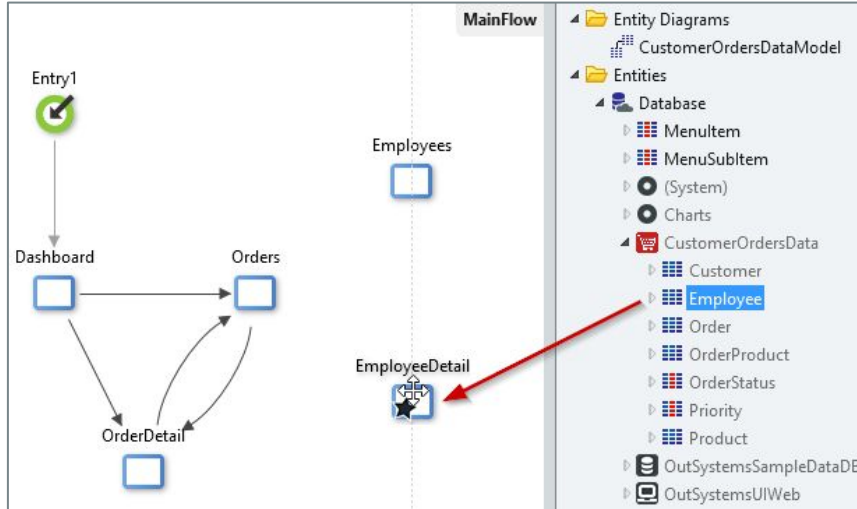 MainFlow
Entry1
Employees
Dashboard
Orders
EmployeeDetail
OrderDetail
Entity Diagrams
CustomerOrdersDataModel
Entities
Database
MenuItem
MenuSubItem
(System)
Charts
CustomerOrdersData
Customer
Employee
Order
OrderProduct
OrderStatus
Priority
Product
OutSystemsSampleDataDB
OutSystemsUIWeb